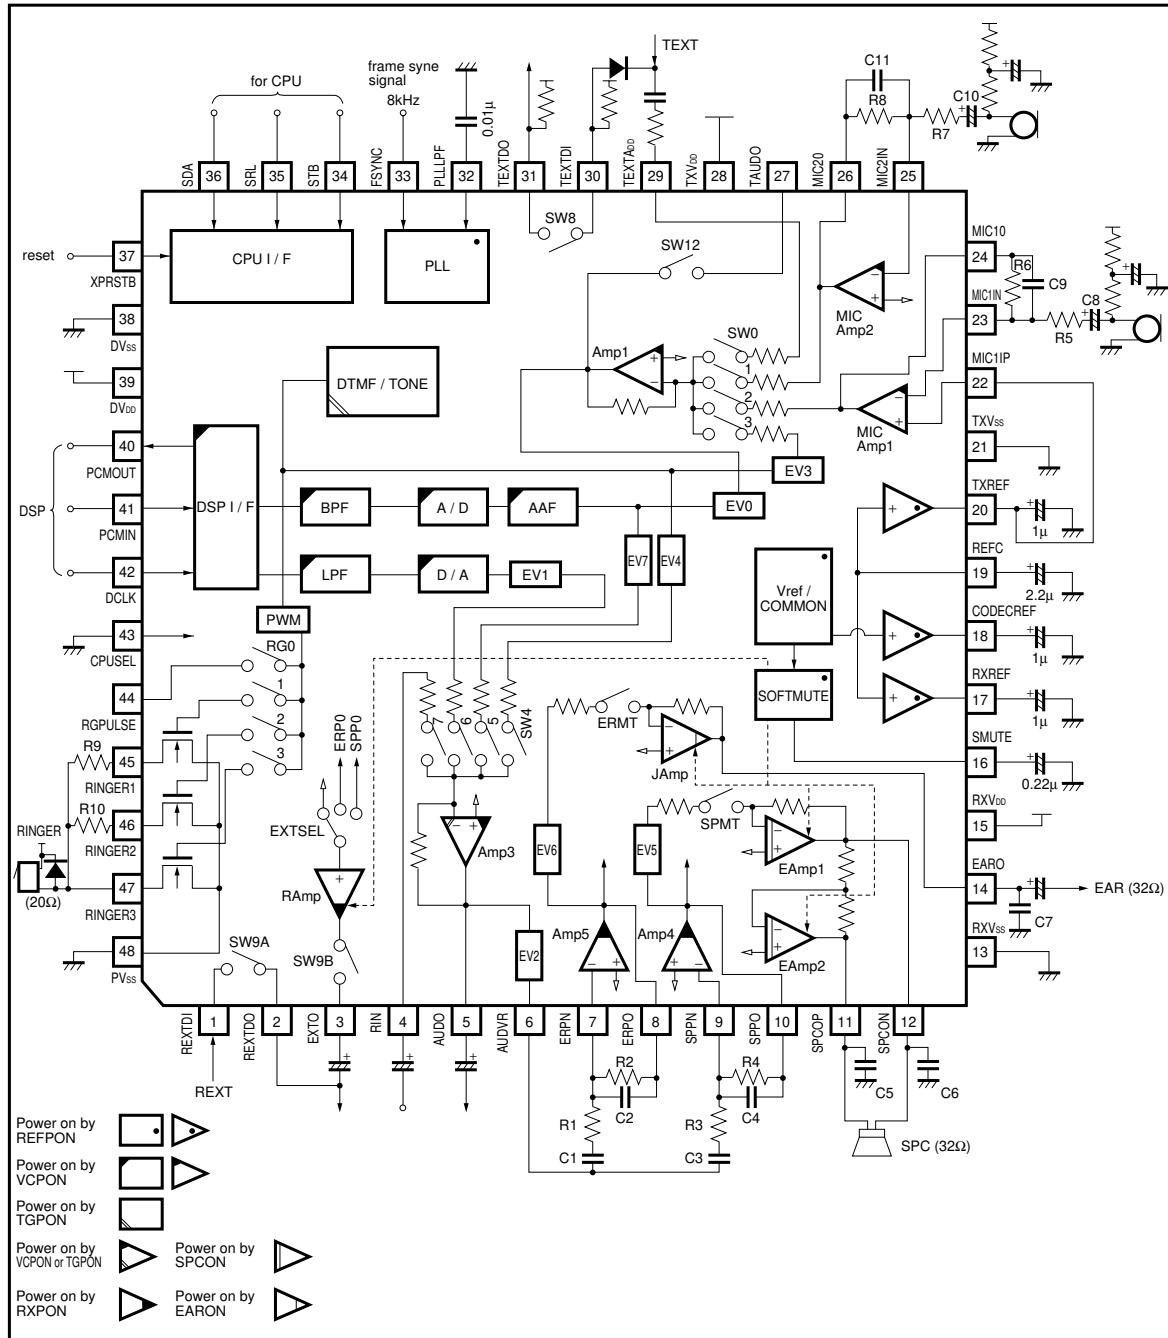 TEXT
for CPU
frame syne
signal
8kHz
0.01μ
C11
R8
C10
R7
SDA
SRL
STB
FSYNC
PLLLPF
TEXTDO
TEXTDI
TEXTADD
TXVDD
TAUDO
MIC20
MIC2IN
36
35
34
33
32
31
30
29
28
27
26
25
SW8
SW12
reset
37
XPRSTB
CPU I / F
PLL
MIC10
24
R6
C9
MIC
Amp2
38
DVSS
MIC1IN
23
C8
R5
SW0
Amp1
1
2
3
39
DVDD
DTMF / TONE
MIC1IP
22
MIC
Amp1
TXVSS
21
40
PCMOUT
DSP
41
PCMIN
42
DCLK
DSP I / F
BPF
A / D
AAF
EV3
EV0
TXREF
20
1μ
LPF
D / A
EV1
EV7
EV4
REFC
19
2.2μ
Vref /
COMMON
43
CPUSEL
PWM
CODECREF
18
1μ
RG0
1
2
3
44
RGPULSE
SOFTMUTE
RXREF
17
1μ
7
6
5
SW4
ERMT
JAmp
SMUTE
16
0.22μ
R9
45
RINGER1
ERP0
SPP0
R10
46
RINGER2
RINGER
(20Ω)
EXTSEL
Amp3
SPMT
EAmp1
RXVDD
15
47
RINGER3
RAmp
EV6
EV5
EARO
14
EAR (32Ω)
C7
48
PVSS
SW9A
SW9B
EV2
Amp5
Amp4
EAmp2
RXVSS
13
1
2
3
4
5
6
7
8
9
10
11
12
REXTDI
REXTDO
EXTO
RIN
AUDO
AUDVR
ERPN
ERPO
SPPN
SPPO
SPCOP
SPCON
REXT
R2
C2
R1
C1
R4
C4
R3
C3
C5
C6
SPC (32Ω)
Power on by
REFPON
Power on by
VCPON
Power on by
TGPON
Power on by
VCPON or TGPON
Power on by
SPCON
Power on by
RXPON
Power on by
EARON